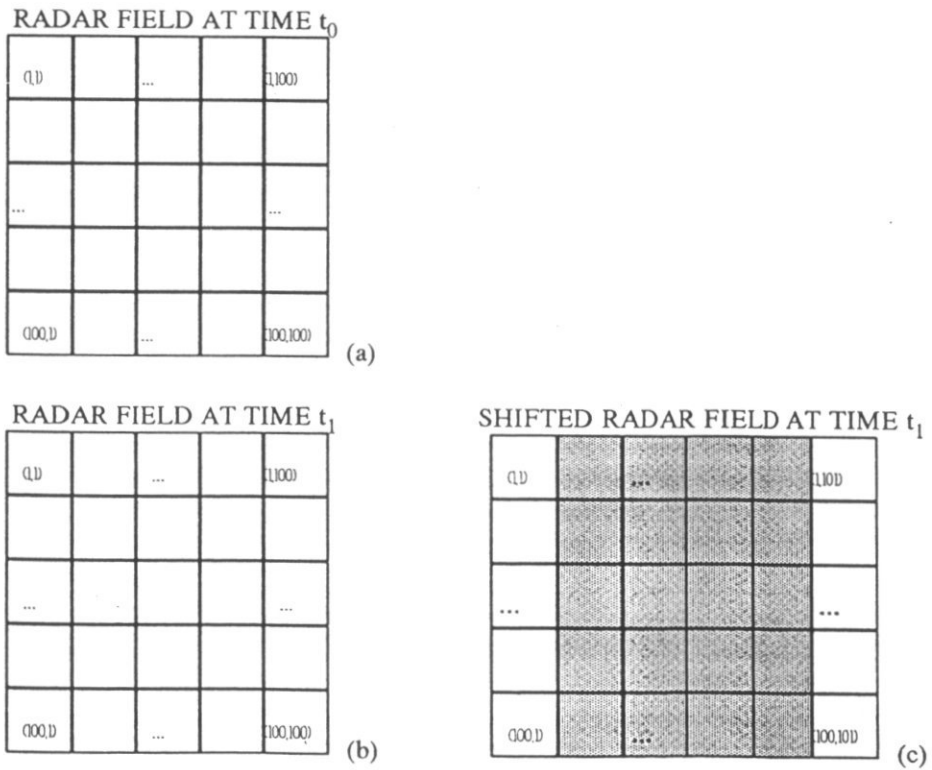 RADAR FIELD AT TIME t0
(1,1) ... (1,100)
... ...
(100,1) ... (100,100)
(a)
RADAR FIELD AT TIME t1
(1,1) ... (1,100)
... ...
(100,1) ... (100,100)
(b)
SHIFTED RADAR FIELD AT TIME t1
(1,1) ... (1,101)
... ...
(100,1) ... (100,101)
(c)